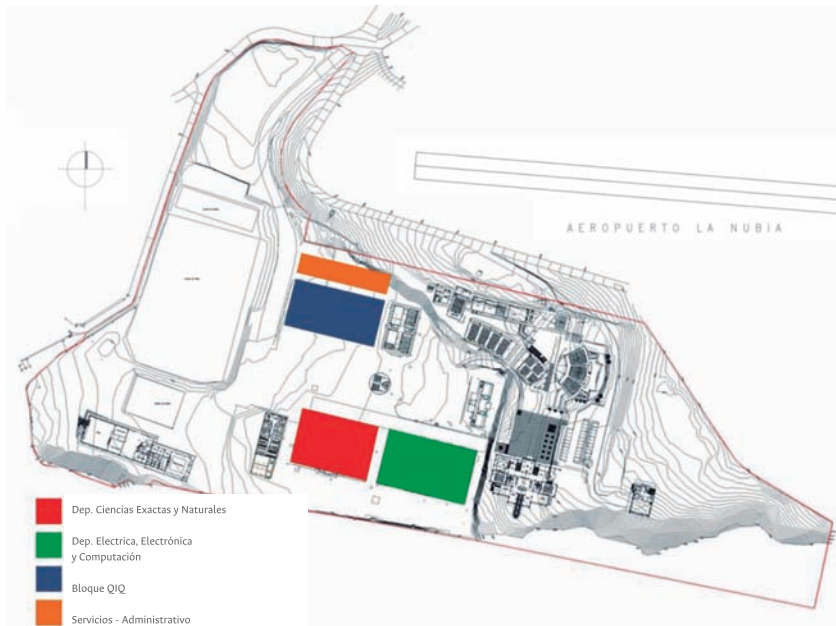 AEROPUERTO LA NUBIA
Dep. Ciencias Exactas y Naturales
Dep. Electrica, Electrónica
y Computación
Bloque QIQ
Servicios - Administrativo